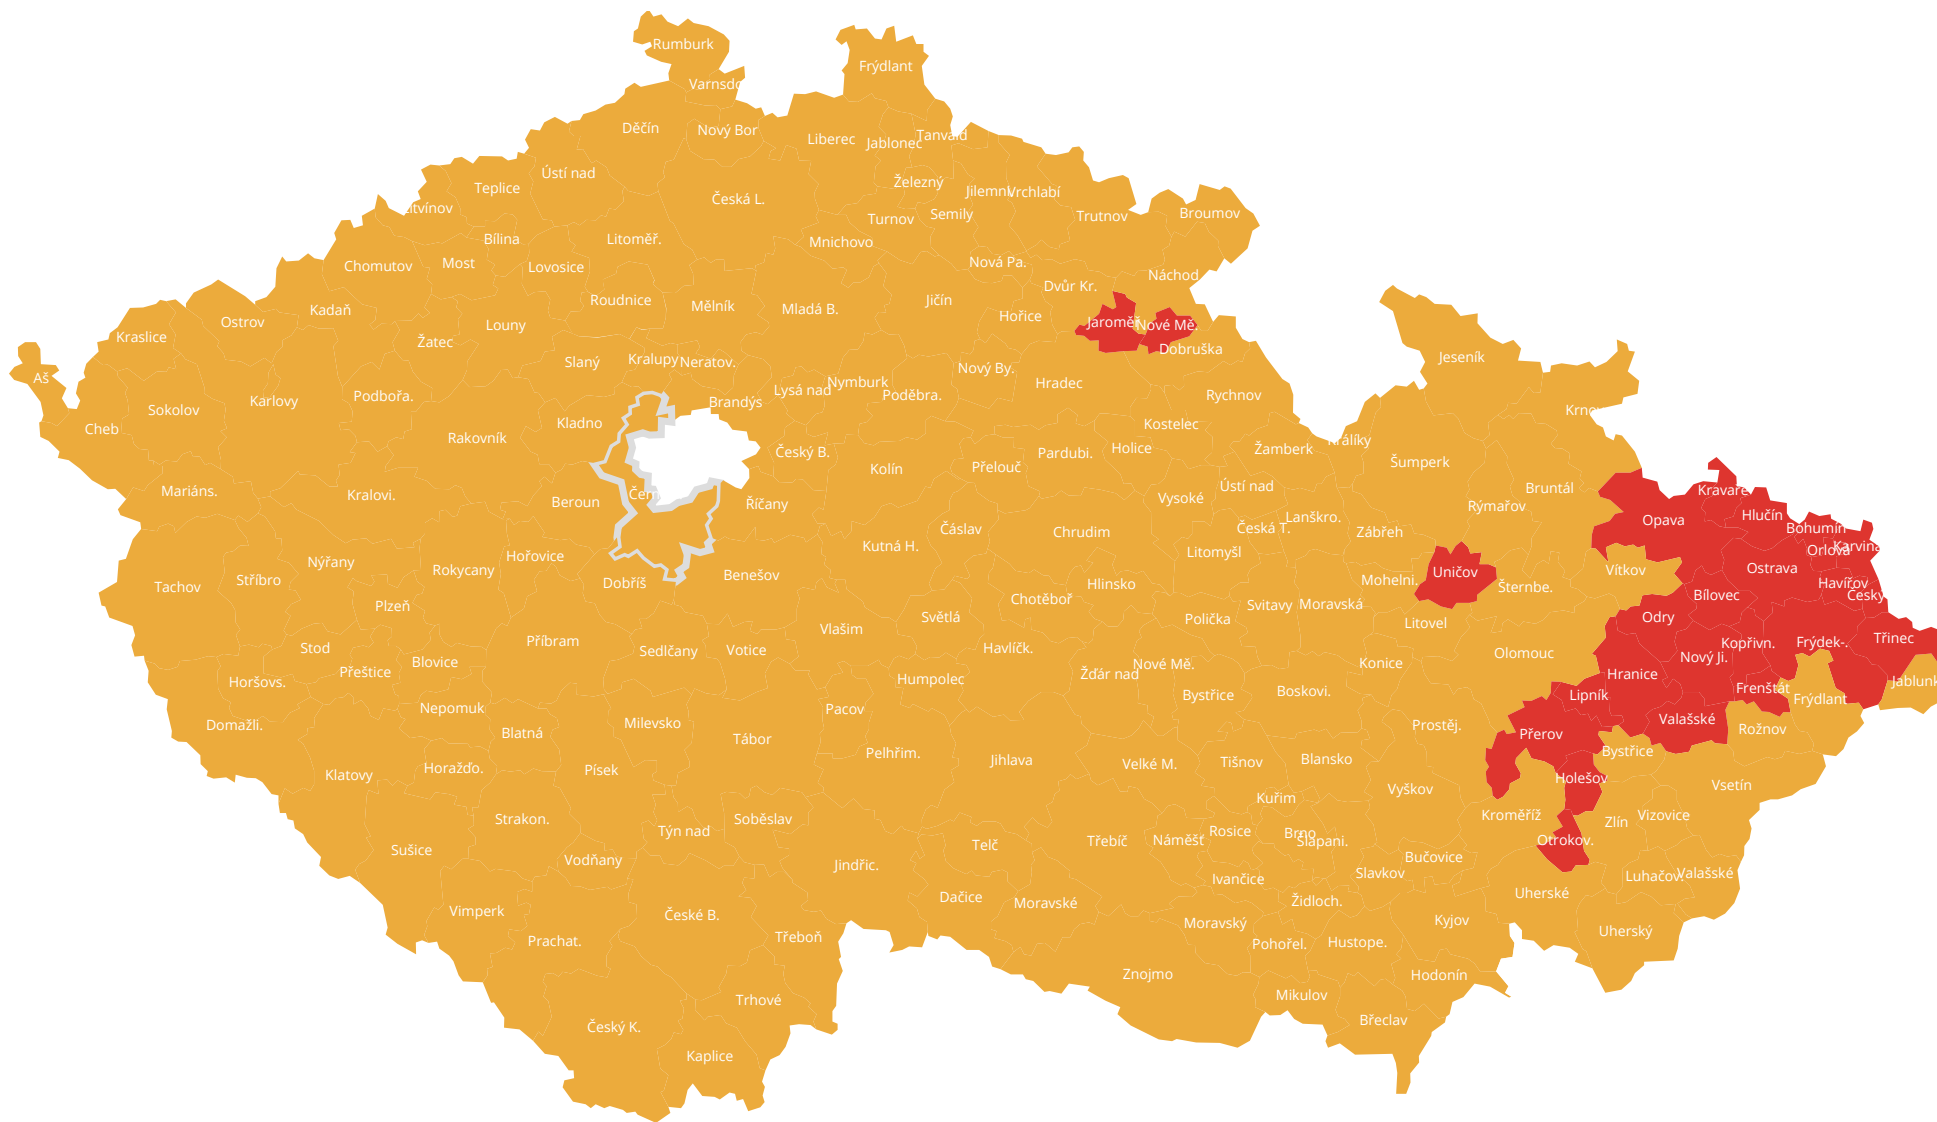 Rumburk
Frýdlant
Varnsdo
Děčín
Nový Bor
Liberec
Jablonec
Tanvald
Ústí nad
Teplice
Železný
Jilemni
Vrchlabí
Česká L.
Litvínov
Turnov
Semily
Trutnov
Broumov
Bílina
Litoměř.
Mnichovo
Chomutov
Most
Lovosice
Nová Pa.
Náchod
Dvůr Kr.
Kadaň
Roudnice
Mělník
Mladá B.
Jičín
Hořice
Ostrov
Louny
Jaroměř
Nové Mě.
Kraslice
Žatec
Dobruška
Slaný
Kralupy
Neratov.
Jeseník
Nový By.
Aš
Nymburk
Hradec
Lysá nad
Poděbra.
Podbořa.
Rychnov
Karlovy
Brandýs
Sokolov
Krnov
Cheb
Kladno
Kostelec
Rakovník
Králíky
Český B.
Holice
Žamberk
Pardubi.
Kolín
Přelouč
Šumperk
Mariáns.
Kralovi.
Ústí nad
Bruntál
Kravaře
Beroun
Čern
Říčany
Vysoké
Rýmařov
Hlučín
Lanškro.
Opava
Čáslav
Chrudim
Česká T.
Zábřeh
Bohumín
Kutná H.
Litomyšl
Orlová
Karviná
Hořovice
Nýřany
Rokycany
Vítkov
Ostrava
Stříbro
Benešov
Uničov
Tachov
Dobříš
Hlinsko
Mohelni.
Šternbe.
Havířov
Plzeň
Chotěboř
Svitavy
Moravská
Bílovec
Český
Světlá
Polička
Odry
Vlašim
Litovel
Příbram
Třinec
Stod
Sedlčany
Votice
Havlíčk.
Kopřivn.
Frýdek-.
Olomouc
Nový Ji.
Blovice
Konice
Nové Mě.
Přeštice
Žďár nad
Hranice
Horšovs.
Humpolec
Jablunk
Boskovi.
Frenštát
Bystřice
Lipník
Frýdlant
Nepomuk
Pacov
Domažli.
Milevsko
Valašské
Prostěj.
Blatná
Přerov
Rožnov
Tábor
Pelhřim.
Bystřice
Jihlava
Velké M.
Tišnov
Blansko
Horažďo.
Písek
Klatovy
Holešov
Vsetín
Vyškov
Kuřim
Strakon.
Soběslav
Kroměříž
Vizovice
Zlín
Týn nad
Rosice
Brno
Šlapani.
Třebíč
Náměšť
Otrokov.
Telč
Sušice
Bučovice
Vodňany
Jindřic.
Slavkov
Luhačov.
Valašské
Ivančice
Uherské
Dačice
Židloch.
Moravské
Vimperk
České B.
Kyjov
Moravský
Uherský
Třeboň
Prachat.
Pohořel.
Hustope.
Znojmo
Hodonín
Mikulov
Trhové
Břeclav
Český K.
Kaplice